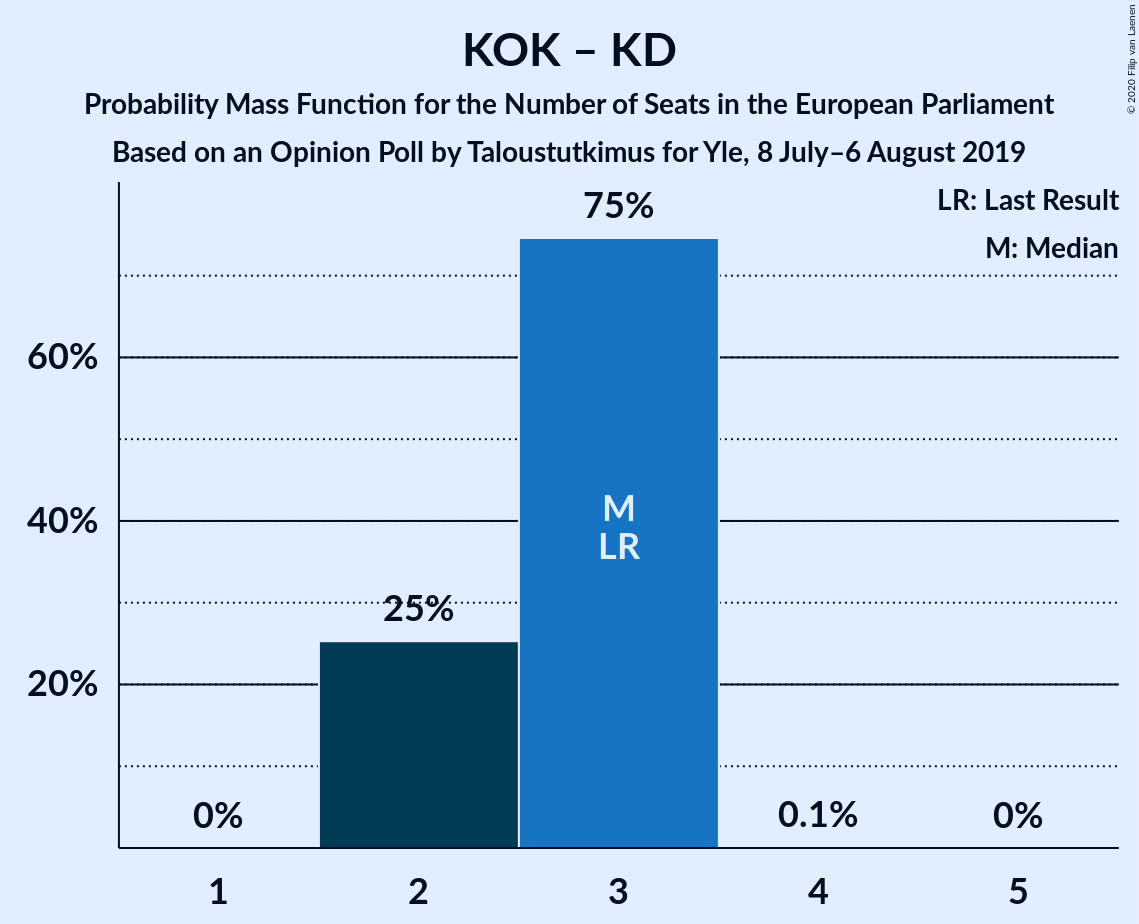 KOK – KD
Probability Mass Function for the Number of Seats in the European Parliament
Based on an Opinion Poll by Taloustutkimus for Yle, 8 July–6 August 2019
© 2020 Filip van Laenen
LR: Last Result
M: Median
75%
60%
M
40%
LR
25%
20%
0%
0.1%
0%
1
2
3
4
5